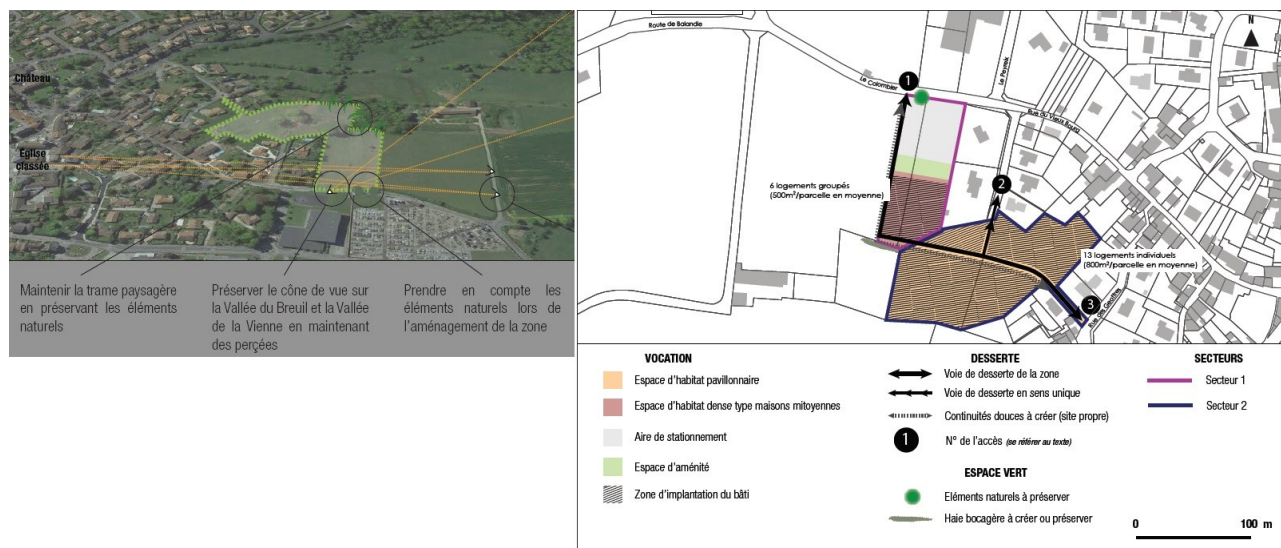 Château
Eglise
classée
Maintenir la trame paysagère
en préservant les éléments
naturels
Préserver le cône de vue sur
la Vallée du Breuil et la Vallée
de la Vienne en maintenant
des perçées
Prendre en compte les
éléments naturels lors de
l'aménagement de la zone
Route de Balandie
Le Colombier
1
Le Peyrek
Rue du Vieux Bourg
N
6 logements groupés
(500m²/parcelle en moyenne)
2
13 logements individuels
(800m²/parcelle en moyenne)
3
VOCATION
Espace d'habitat pavillonnaire
Espace d'habitat dense type maisons mitoyennes
Aire de stationnement
Espace d'aménité
Zone d'implantation du bâti
DESSERTE
Voie de desserte de la zone
Voie de desserte en sens unique
Continuités douces à créer (site propre)
1
N° de l'accès (se référer au texte)
ESPACE VERT
Eléments naturels à préserver
Haie bocagère à créer ou préserver
SECTEURS
Secteur 1
Secteur 2
0 100 m